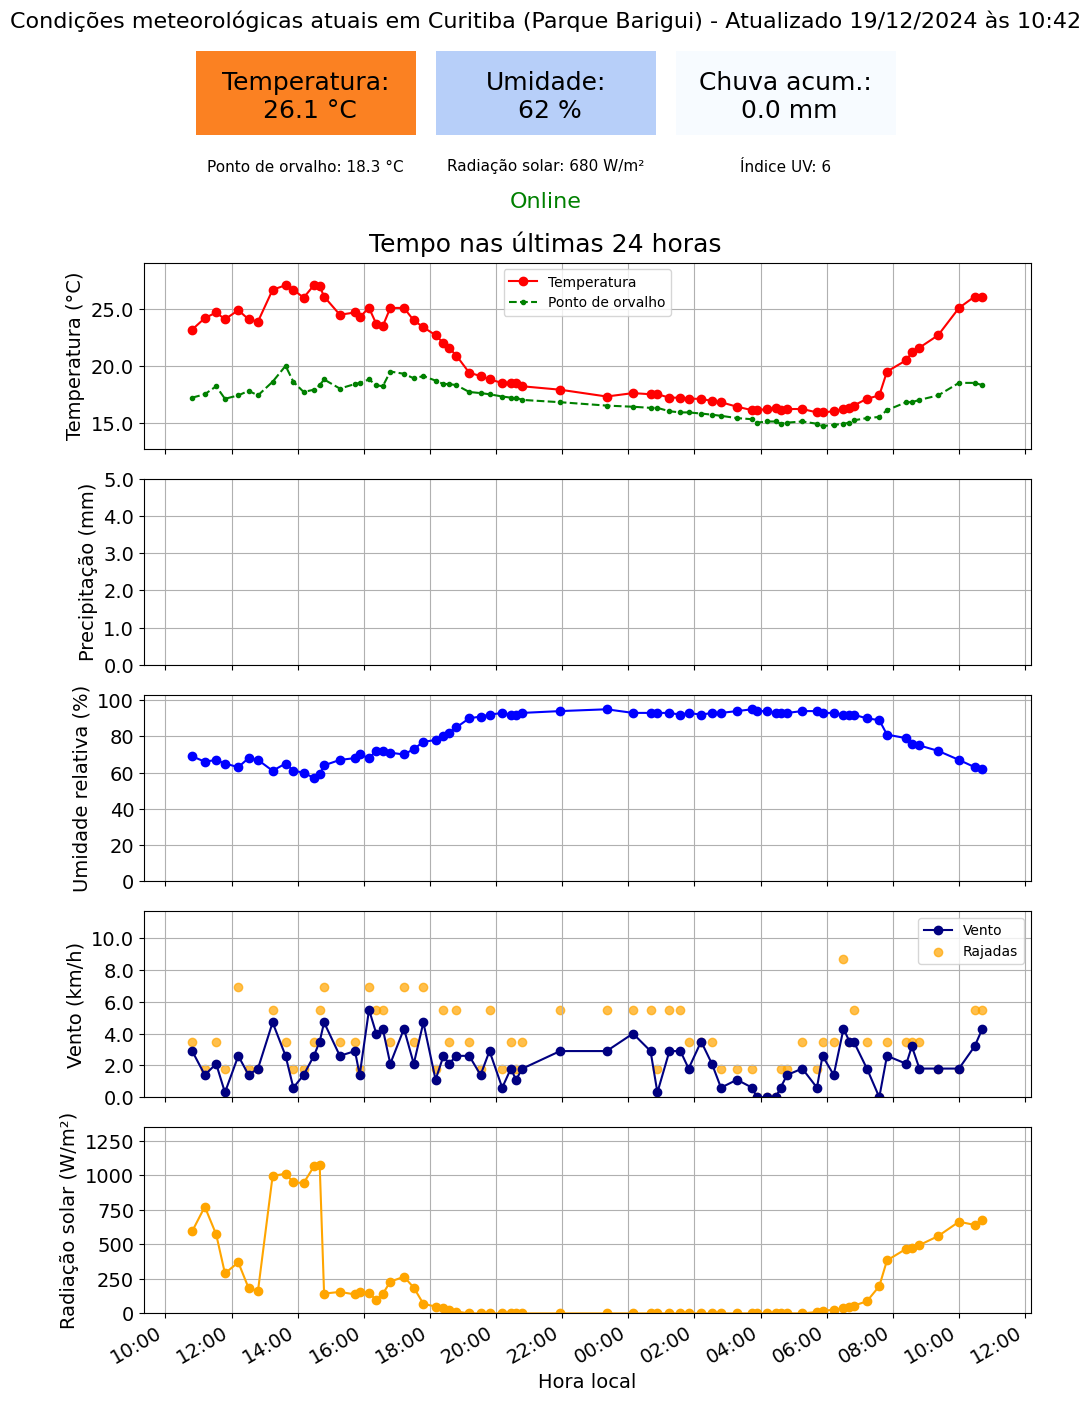 Condições meteorológicas atuais em Curitiba (Parque Barigui) - Atualizado 19/12/2024 às 10:42
Temperatura:
26.1 °C
Umidade:
62 %
Chuva acum.:
0.0 mm
Ponto de orvalho: 18.3 °C
Radiação solar: 680 W/m²
Índice UV: 6
Online
Tempo nas últimas 24 horas
Temperatura (°C)
25.0
20.0
15.0
Temperatura
Ponto de orvalho
Precipitação (mm)
5.0
4.0
3.0
2.0
1.0
0.0
Umidade relativa (%)
100
80
60
40
20
0
Vento (km/h)
10.0
8.0
6.0
4.0
2.0
0.0
Vento
Rajadas
Radiação solar (W/m²)
1250
1000
750
500
250
0
10:00
12:00
14:00
16:00
18:00
20:00
22:00
00:00
02:00
04:00
06:00
08:00
10:00
12:00
Hora local